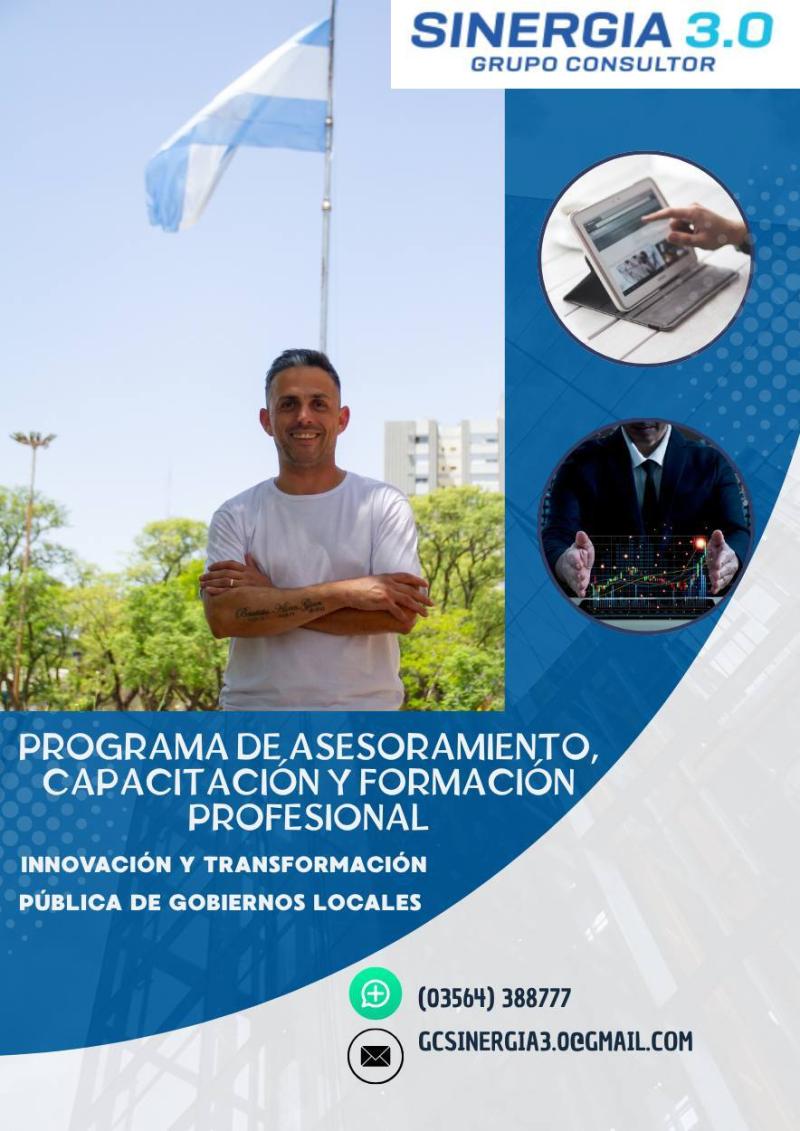 SINERGIA 3.0
GRUPO CONSULTOR
PROGRAMA DE ASESORAMIENTO,
CAPACITACIÓN Y FORMACIÓN
PROFESIONAL
INNOVACIÓN Y TRANSFORMACIÓN
PÚBLICA DE GOBIERNOS LOCALES
(03564) 388777
GCSINERGIA3.0@GMAIL.COM